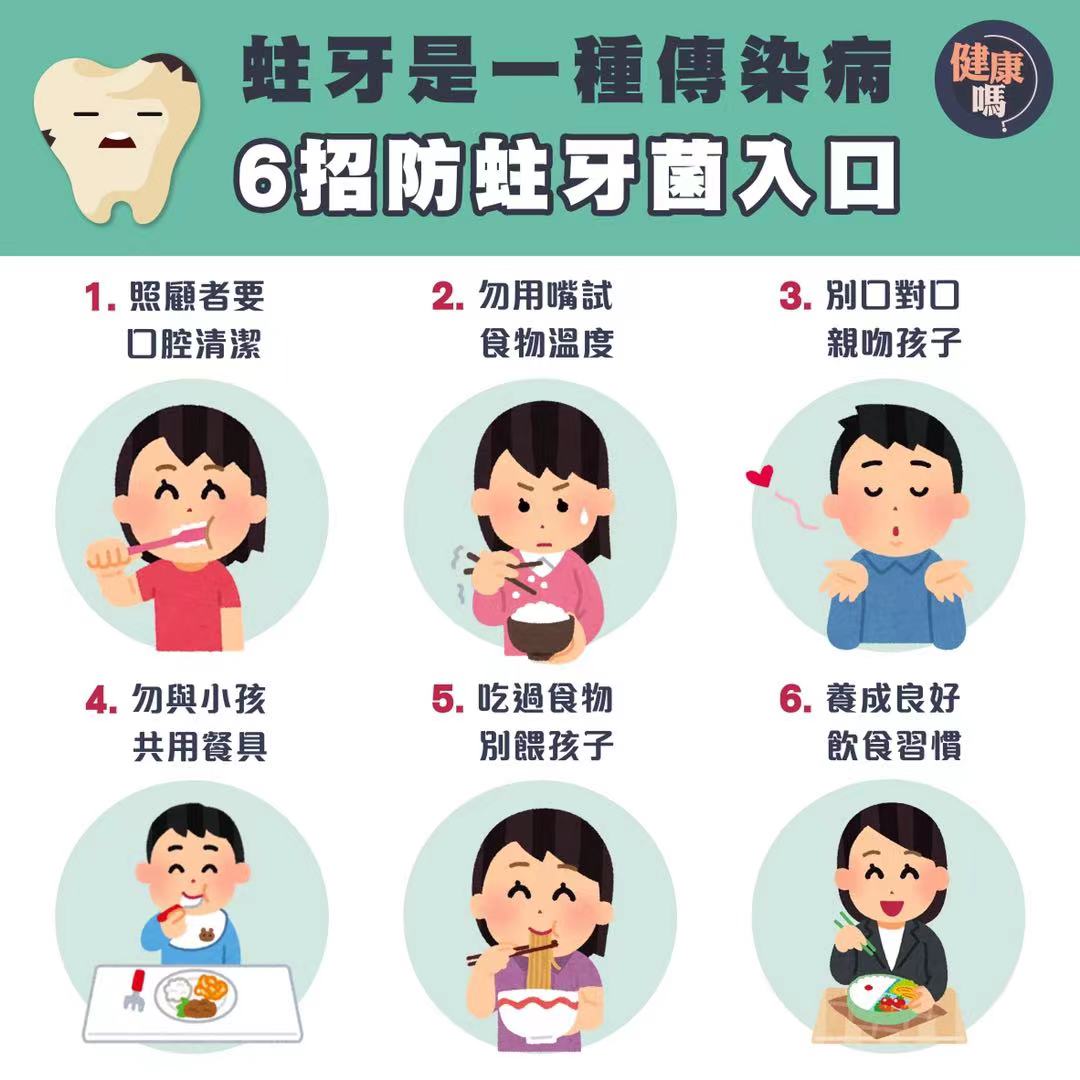 蛀牙是一種傳染病
健康嗎
6招防蛀牙菌入口
1. 照顧者要
口腔清潔
2. 勿用嘴試
食物溫度
3. 別口對口
親吻孩子
4. 勿與小孩
共用餐具
5. 吃過食物
別餵孩子
6. 養成良好
飲食習慣